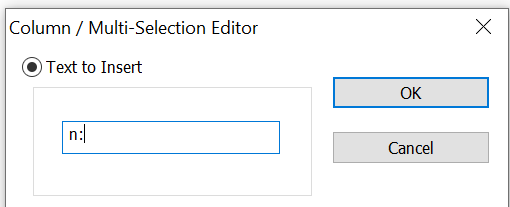 Column / Multi-Selection Editor
Text to Insert
OK
n:
Cancel